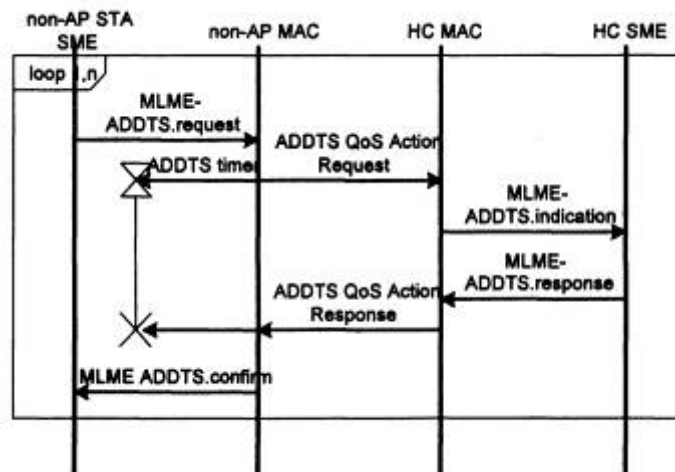 non-AP STA
SME
non-AP MAC
HC MAC
HC SME
loop 1,n
MLME-
ADDTS.request
ADDTS timer
ADDTS QoS Action
Request
MLME-
ADDTS.indication
MLME-
ADDTS.response
ADDTS QoS Action
Response
MLME ADDTS.confirm